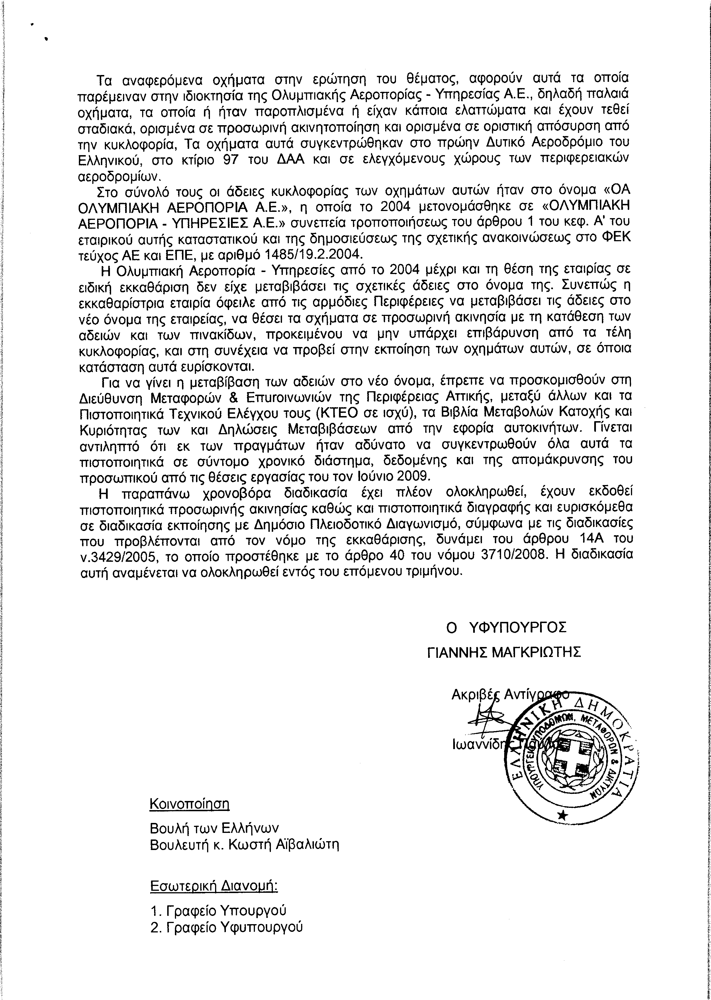 Τα αναφερόμενα οχήματα στην ερώτηση του θέματος, αφορούν αυτά τα οποία
παρέμειναν στην ιδιοκτησία της Ολυμπιακής Αεροπορίας - Υπηρεσίας Α.Ε., δηλαδή παλαιά
οχήματα, τα οποία ή ήταν παροπλισμένα ή είχαν κάποια ελαττώματα και έχουν τεθεί
σταδιακά, ορισμένα σε προσωρινή ακινητοποίηση και ορισμένα σε οριστική απόσυρση από
την κυκλοφορία, Τα οχήματα αυτά συγκεντρώθηκαν στο πρώην Δυτικό Αεροδρόμιο του
Ελληνικού, στο κτίριο 97 του ΔΑΑ και σε ελεγχόμενους χώρους των περιφερειακών
αεροδρομίων.
Στο σύνολό τους οι άδειες κυκλοφορίας των οχημάτων αυτών ήταν στο όνομα «ΟΑ
ΟΛΥΜΠΙΑΚΗ ΑΕΡΟΠΟΡΙΑ Α.Ε.», η οποία το 2004 μετονομάσθηκε σε «ΟΛΥΜΠΙΑΚΗ
ΑΕΡΟΠΟΡΙΑ - ΥΠΗΡΕΣΙΕΣ Α.Ε.» συνεπεία τροποποιήσεως του άρθρου 1 του κεφ. Α' του
εταιρικού αυτής καταστατικού και της δημοσιεύσεως της σχετικής ανακοινώσεως στο ΦΕΚ
τεύχος ΑΕ και ΕΠΕ, με αριθμό 1485/19.2.2004.
Η Ολυμπιακή Αεροπορία - Υπηρεσίες από το 2004 μέχρι και τη θέση της εταιρίας σε
ειδική εκκαθάριση δεν είχε μεταβιβάσει τις σχετικές άδειες στο όνομα της. Συνεπώς η
εκκαθαρίστρια εταιρία όφειλε από τις αρμόδιες Περιφέρειες να μεταβιβάσει τις άδειες στο
νέο όνομα της εταιρείας, να θέσει τα σχήματα σε προσωρινή ακινησία με τη κατάθεση των
αδειών και των πινακίδων, προκειμένου να μην υπάρχει επιβάρυνση από τα τέλη
κυκλοφορίας, και στη συνέχεια να προβεί στην εκποίηση των οχημάτων αυτών, σε όποια
κατάσταση αυτά ευρίσκονται.
Για να γίνει η μεταβίβαση των αδειών στο νέο όνομα, έπρεπε να προσκομισθούν στη
Διεύθυνση Μεταφορών & Επυroινωνιών της Περιφέρειας Αττικής, μεταξύ άλλων και τα
Πιστοποιητικά Τεχνικού Ελέγχου τους (ΚΤΕΟ σε ισχύ), τα Βιβλία Μεταβολών Κατοχής και
Κυριότητας των και Δηλώσεις Μεταβιβάσεων από την εφορία αυτοκινήτων. Γίνεται
αντιληπτό ότι εκ των πραγμάτων ήταν αδύνατο να συγκεντρωθούν όλα αυτά τα
πιστοποιητικά σε σύντομο χρονικό διάστημα, δεδομένης και της απομάκρυνσης του
προσωπικού από τις θέσεις εργασίας του τον Ιούνιο 2009.
Η παραπάνω χρονοβόρα διαδικασία έχει πλέον ολοκληρωθεί, έχουν εκδοθεί
πιστοποιητικά προσωρινής ακινησίας καθώς και πιστοποιητικά διαγραφής και ευρισκόμεθα
σε διαδικασία εκποίησης με Δημόσιο Πλειοδοτικό Διαγωνισμό, σύμφωνα με τις διαδικασίες
που προβλέπονται από τον νόμο της εκκαθάρισης, δυνάμει του άρθρου 14Α του
ν.3429/2005, το οποίο προστέθηκε με το άρθρο 40 του νόμου 3710/2008. Η διαδικασία
αυτή αναμένεται να ολοκληρωθεί εντός του επόμενου τριμήνου.
Ο ΥΦΥΠΟΥΡΓΟΣ
ΓΙΑΝΝΗΣ ΜΑΓΚΡΙΩΤΗΣ
Ακριβές Αντίγραφο
Ιωαννίδης
ΕΛΛΗΝΙΚΗ ΔΗΜΟΚΡΑΤΙΑ
ΥΠΟΥΡΓΕΙΟ ΥΠΟΔΟΜΩΝ, ΜΕΤΑΦΟΡΩΝ & ΔΙΚΤΥΩΝ
Κοινοποίηση
Βουλή των Ελλήνων
Βουλευτή κ. Κωστή Αϊβαλιώτη
Εσωτερική Διανομή:
1. Γραφείο Υπουργού
2. Γραφείο Υφυπουργού